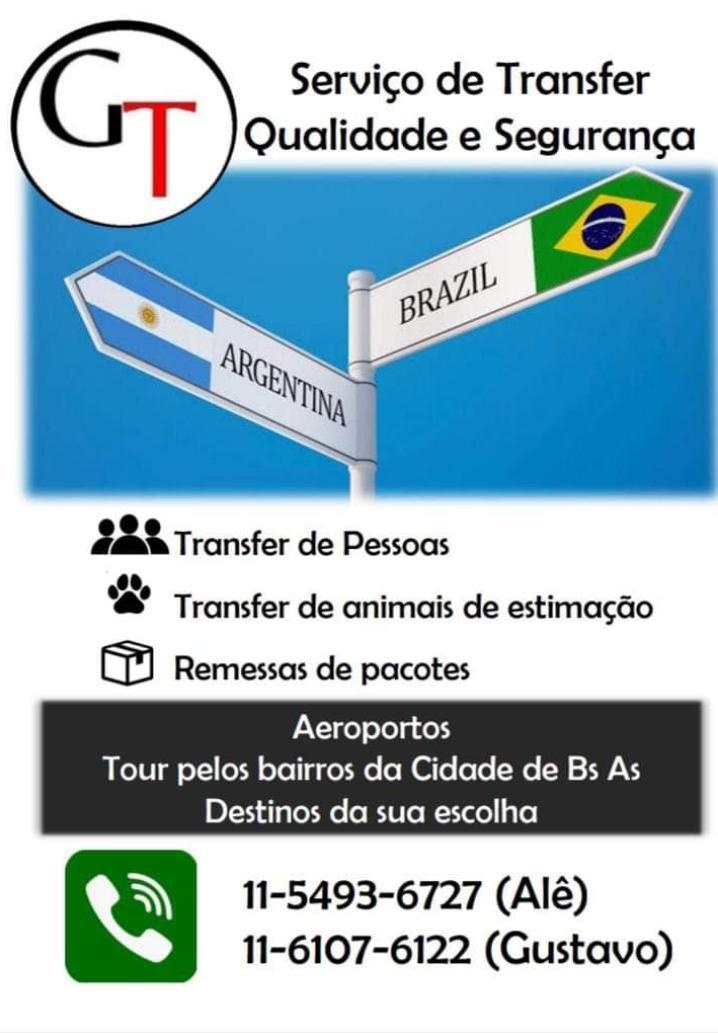 GT
Serviço de Transfer
Qualidade e Segurança
BRAZIL
ARGENTINA
Transfer de Pessoas
Transfer de animais de estimação
Remessas de pacotes
Aeroportos
Tour pelos bairros da Cidade de Bs As
Destinos da sua escolha
11-5493-6727 (Alê)
11-6107-6122 (Gustavo)